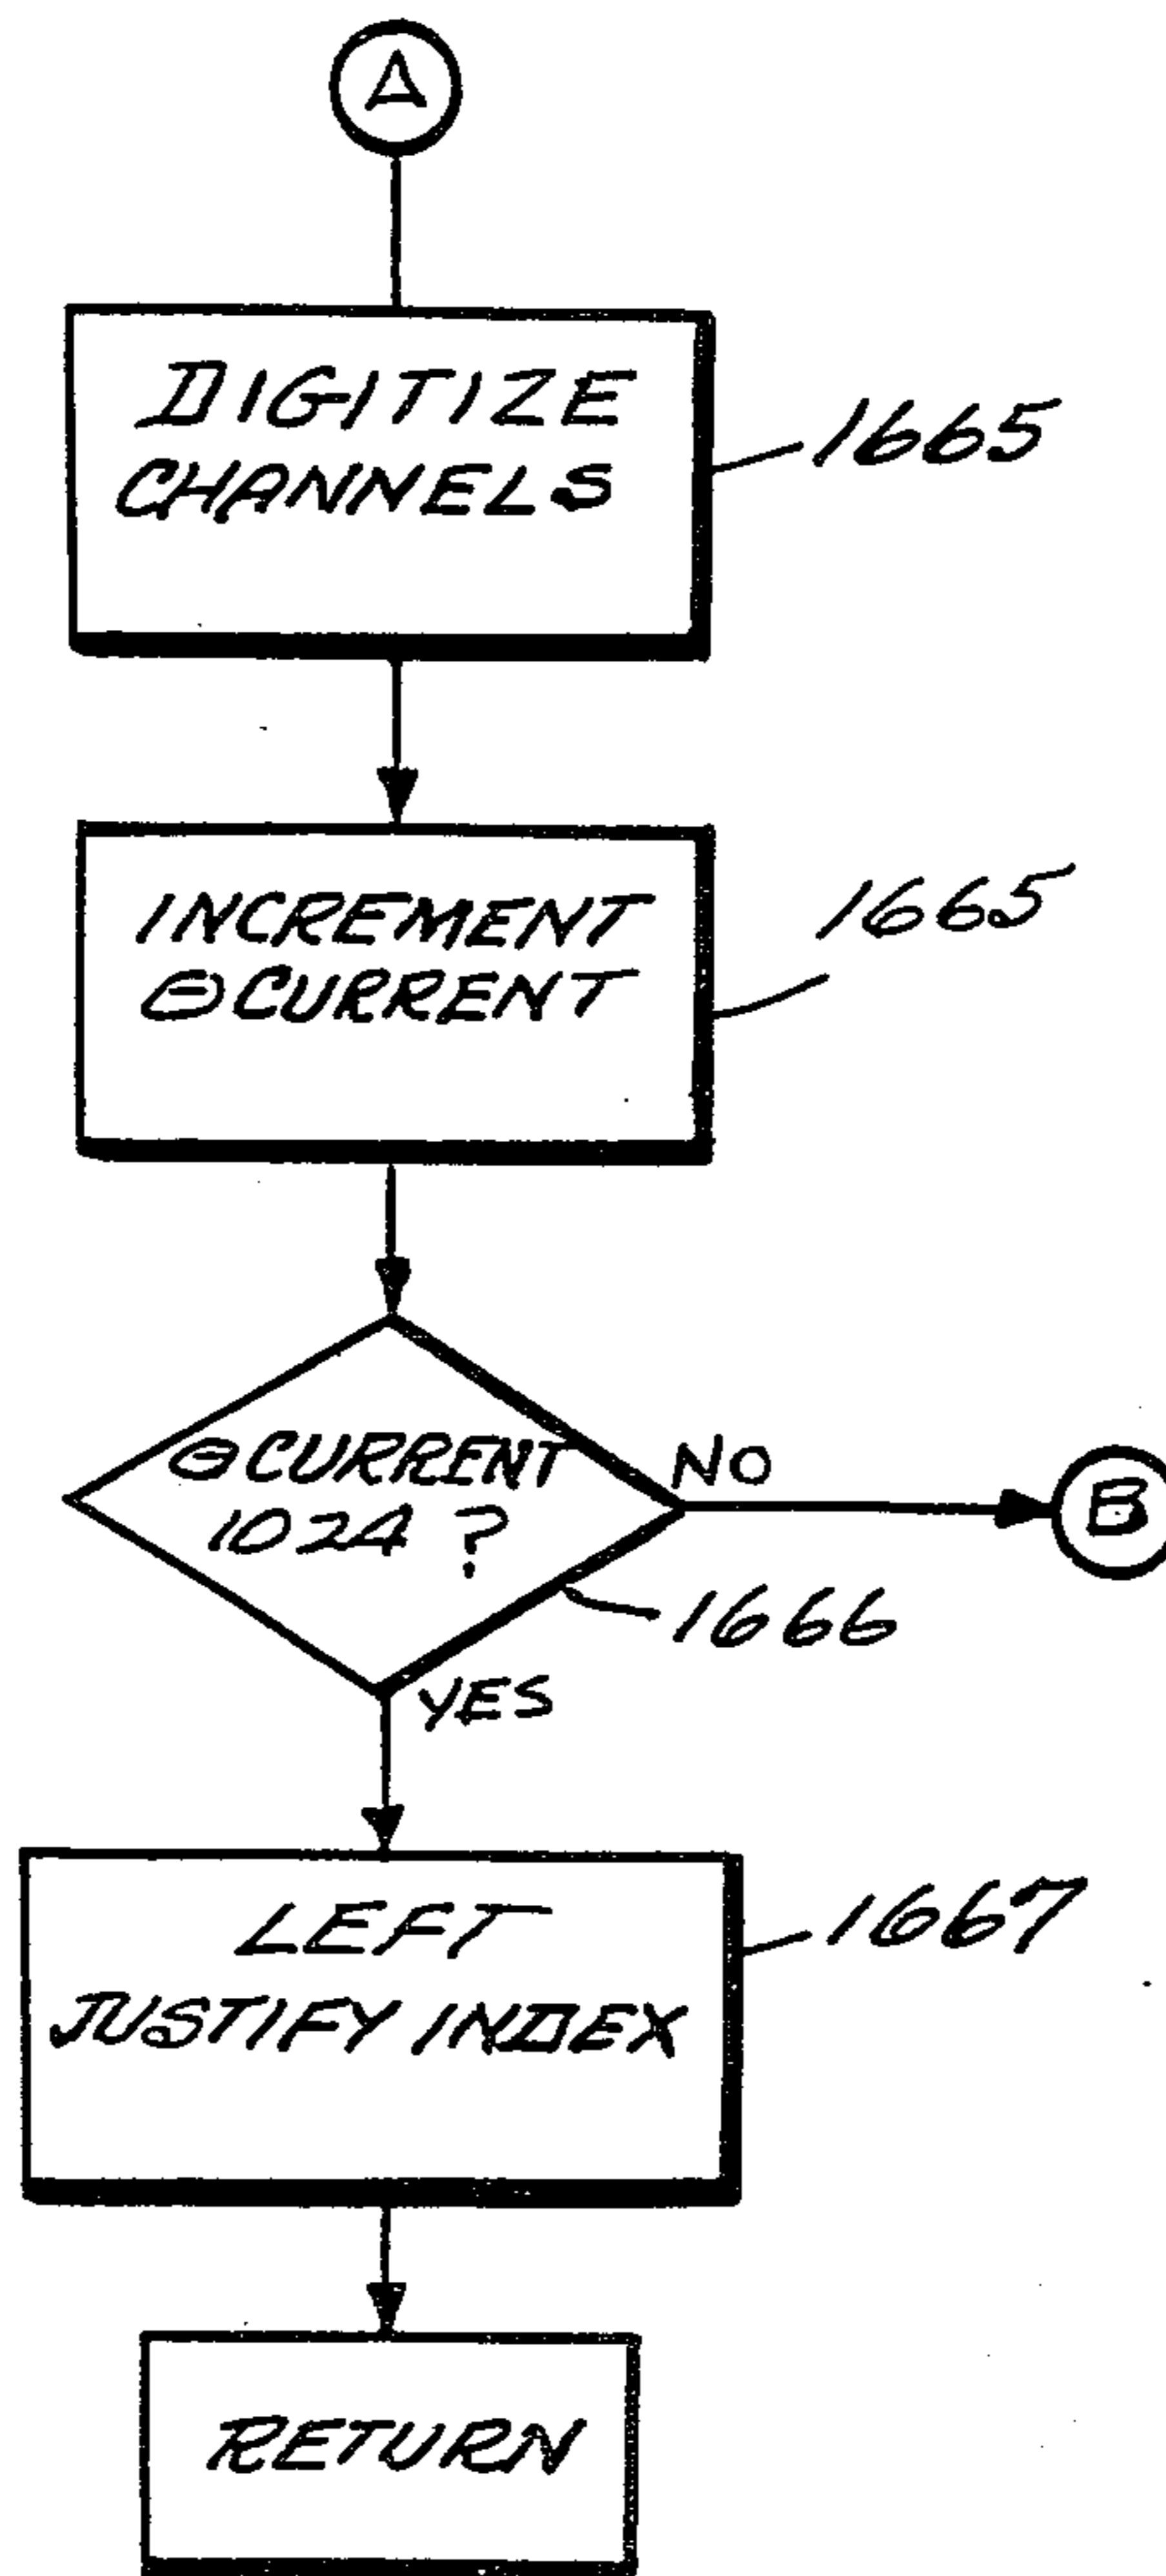 A
DIGITIZE
CHANNELS
1665
INCREMENT
ΘCURRENT
1665
ΘCURRENT
1024 ?
NO
B
1666
YES
LEFT
JUSTIFY INDEX
1667
RETURN